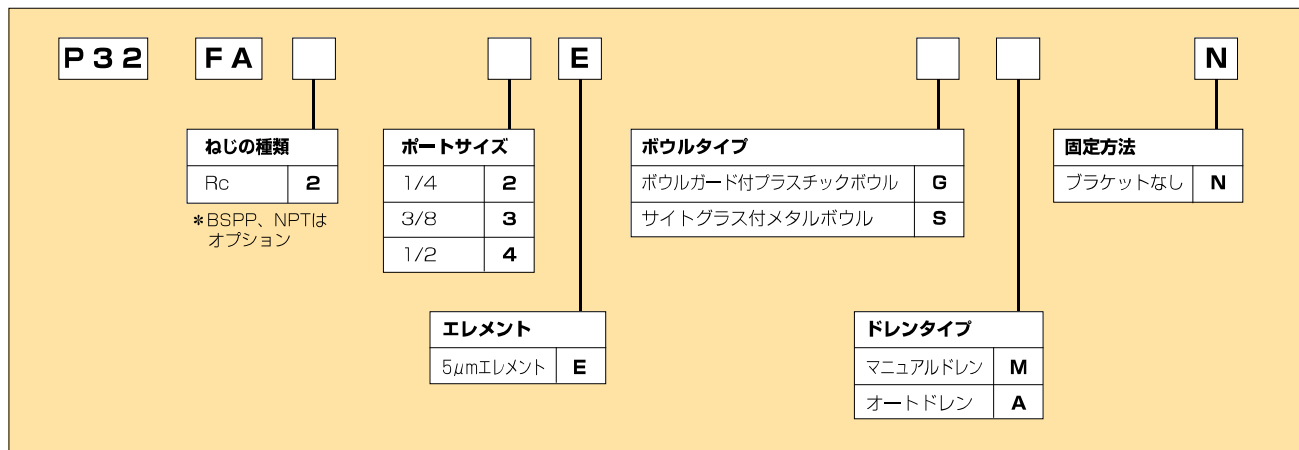 P32 FA E N
ねじの種類
Rc 2
*BSPP、NPTは
オプション
ポートサイズ
1/4 2
3/8 3
1/2 4
ボウルタイプ
ボウルガード付プラスチックボウル G
サイトグラス付メタルボウル S
固定方法
ブラケットなし N
エレメント
5μmエレメント E
ドレンタイプ
マニュアルドレン M
オートドレン A